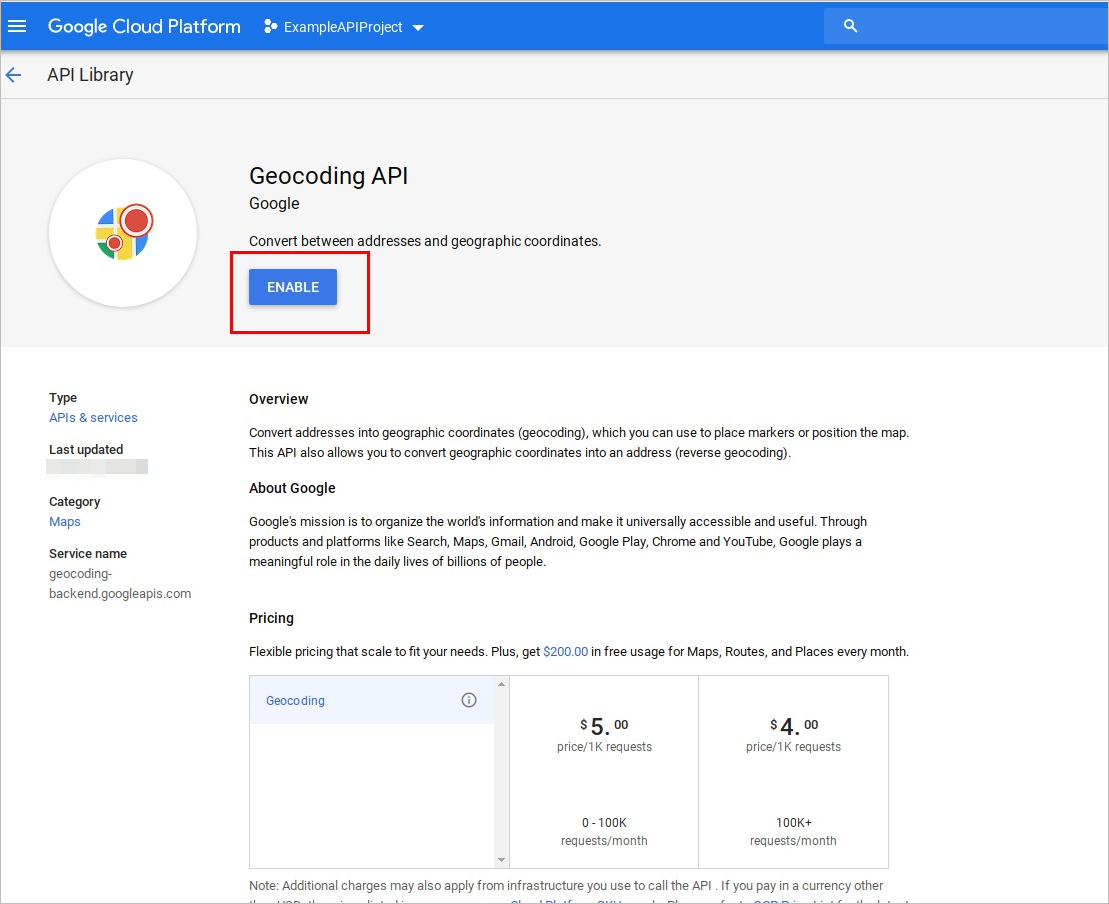 Google Cloud Platform
ExampleAPIProject
API Library
Geocoding API
Google
Convert between addresses and geographic coordinates.
ENABLE
Type
APIs & services
Last updated
Category
Maps
Service name
geocoding-
backend.googleapis.com
Overview
Convert addresses into geographic coordinates (geocoding), which you can use to place markers or position the map.
This API also allows you to convert geographic coordinates into an address (reverse geocoding).
About Google
Google's mission is to organize the world's information and make it universally accessible and useful. Through
products and platforms like Search, Maps, Gmail, Android, Google Play, Chrome and YouTube, Google plays a
meaningful role in the daily lives of billions of people.
Pricing
Flexible pricing that scale to fit your needs. Plus, get $200.00 in free usage for Maps, Routes, and Places every month.
Geocoding
$ 5. 00
price/1K requests
0 - 100K
requests/month
$ 4. 00
price/1K requests
100K+
requests/month
Note: Additional charges may also apply from infrastructure you use to call the API . If you pay in a currency other